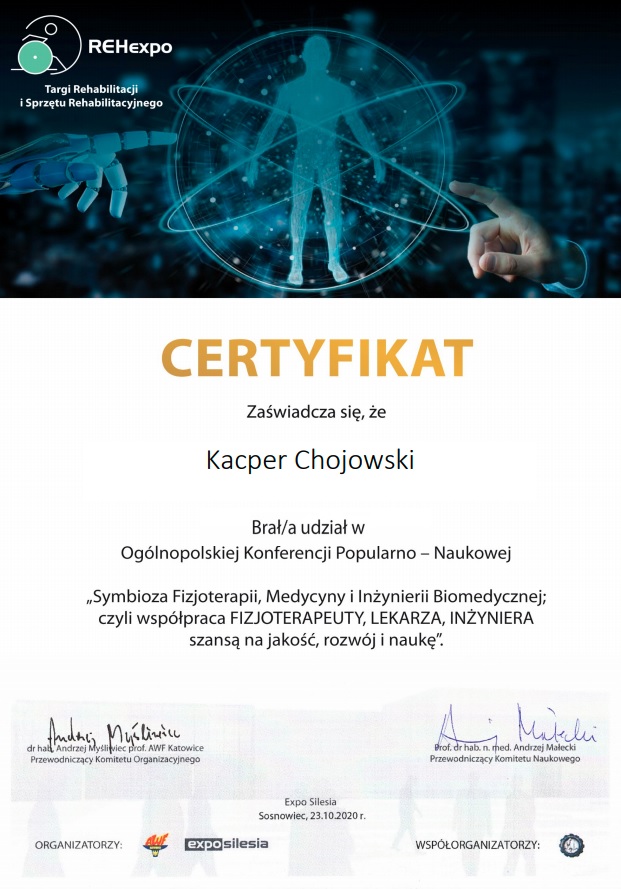 REHexpo
Targi Rehabilitacji
i Sprzętu Rehabilitacyjnego
CERTYFIKAT
Zaświadcza się, że
Kacper Chojowski
Brał/a udział w
Ogólnopolskiej Konferencji Popularno – Naukowej
„Symbioza Fizjoterapii, Medycyny i Inżynierii Biomedycznej;
czyli współpraca FIZJOTERAPEUTY, LEKARZA, INŻYNIERA
szansą na jakość, rozwój i naukę”.
Andrzej Myśliwiec
dr hab. Andrzej Myśliwiec prof. AWF Katowice
Przewodniczący Komitetu Organizacyjnego
A Małecki
Prof. dr hab. n. med. Andrzej Małecki
Przewodniczący Komitetu Naukowego
Expo Silesia
Sosnowiec, 23.10.2020 r.
ORGANIZATORZY: AWF exposilesia
WSPÓŁORGANIZATORZY: